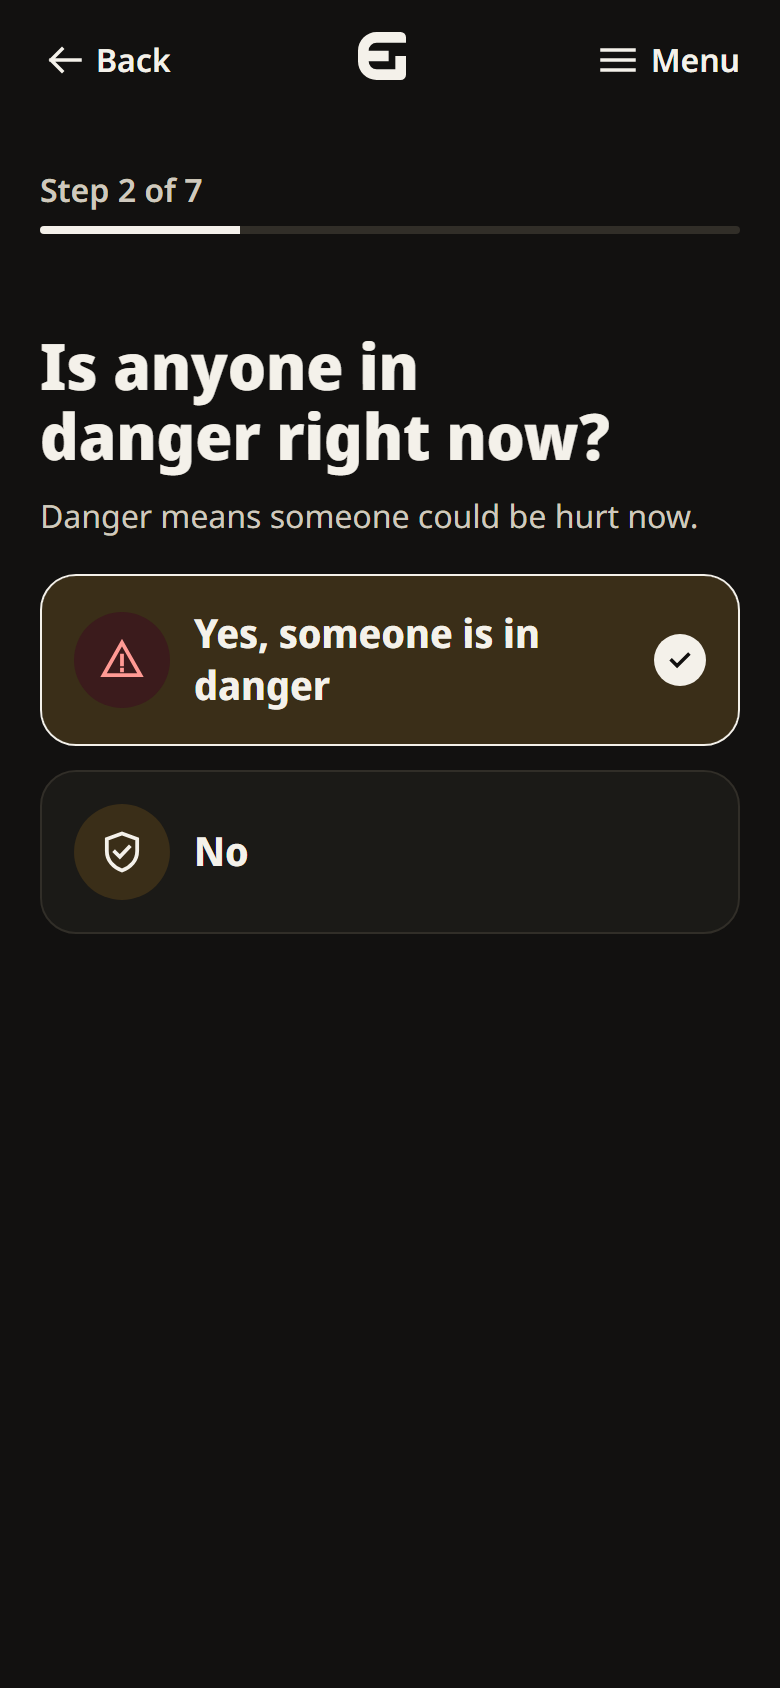 Back
Menu
Step 2 of 7
Is anyone in
danger right now?
Danger means someone could be hurt now.
Yes, someone is in
danger
No